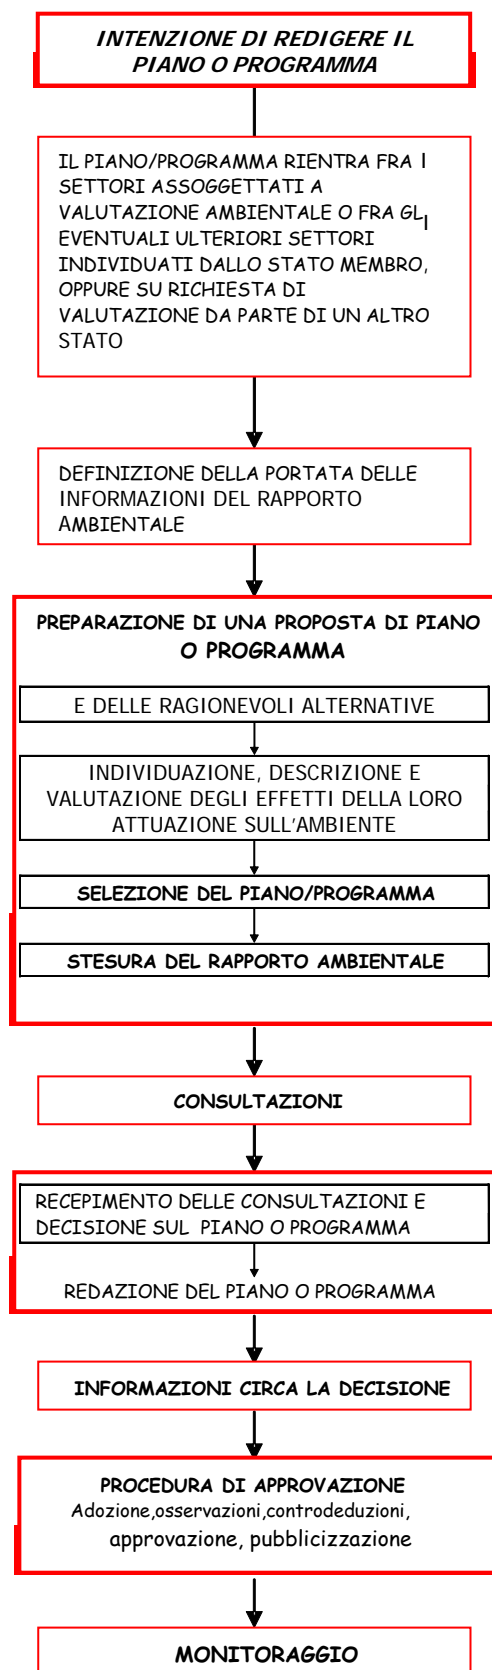 INTENZIONE DI REDIGERE IL
PIANO O PROGRAMMA
IL PIANO/PROGRAMMA RIENTRA FRA I
SETTORI ASSOGGETTATI A
VALUTAZIONE AMBIENTALE O FRA GLI
EVENTUALI ULTERIORI SETTORI
INDIVIDUATI DALLO STATO MEMBRO,
OPPURE SU RICHIESTA DI
VALUTAZIONE DA PARTE DI UN ALTRO
STATO
DEFINIZIONE DELLA PORTATA DELLE
INFORMAZIONI DEL RAPPORTO
AMBIENTALE
PREPARAZIONE DI UNA PROPOSTA DI PIANO
O PROGRAMMA
E DELLE RAGIONEVOLI ALTERNATIVE
INDIVIDUAZIONE, DESCRIZIONE E
VALUTAZIONE DEGLI EFFETTI DELLA LORO
ATTUAZIONE SULL'AMBIENTE
SELEZIONE DEL PIANO/PROGRAMMA
STESURA DEL RAPPORTO AMBIENTALE
CONSULTAZIONI
RECEPIMENTO DELLE CONSULTAZIONI E
DECISIONE SUL PIANO O PROGRAMMA
REDAZIONE DEL PIANO O PROGRAMMA
INFORMAZIONI CIRCA LA DECISIONE
PROCEDURA DI APPROVAZIONE
Adozione,osservazioni,controdeduzioni,
approvazione, pubblicizzazione
MONITORAGGIO